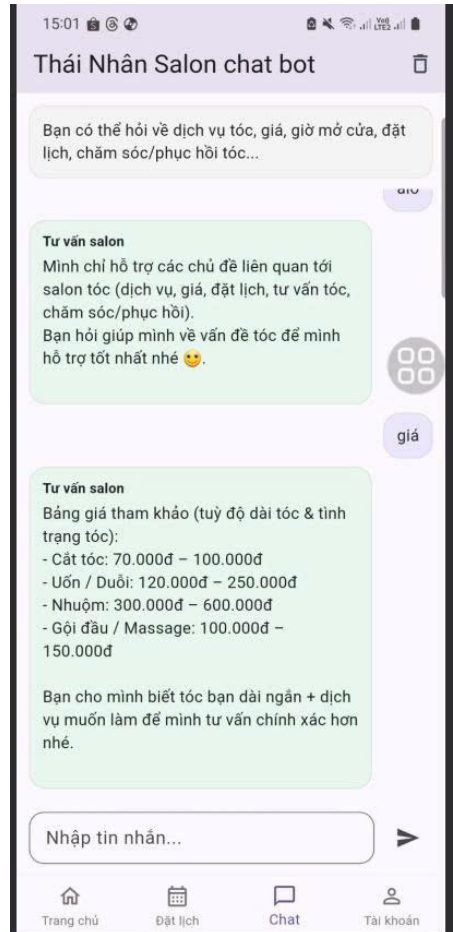 15:01
VoI) LTE2
Thái Nhân Salon chat bot
Bạn có thể hỏi về dịch vụ tóc, giá, giờ mở cửa, đặt
lịch, chăm sóc/phục hồi tóc...
alo
Tư vấn salon
Mình chỉ hỗ trợ các chủ đề liên quan tới
salon tóc (dịch vụ, giá, đặt lịch, tư vấn tóc,
chăm sóc/phục hồi).
Bạn hỏi giúp mình về vấn đề tóc để mình
hỗ trợ tốt nhất nhé 🙂.
giá
Tư vấn salon
Bảng giá tham khảo (tuỳ độ dài tóc & tình
trạng tóc):
- Cắt tóc: 70.000đ – 100.000đ
- Uốn / Duỗi: 120.000đ – 250.000đ
- Nhuộm: 300.000đ – 600.000đ
- Gội đầu / Massage: 100.000đ –
150.000đ
Bạn cho mình biết tóc bạn dài ngắn + dịch
vụ muốn làm để mình tư vấn chính xác hơn
nhé.
Nhập tin nhắn...
Trang chủ
Đặt lịch
Chat
Tài khoản